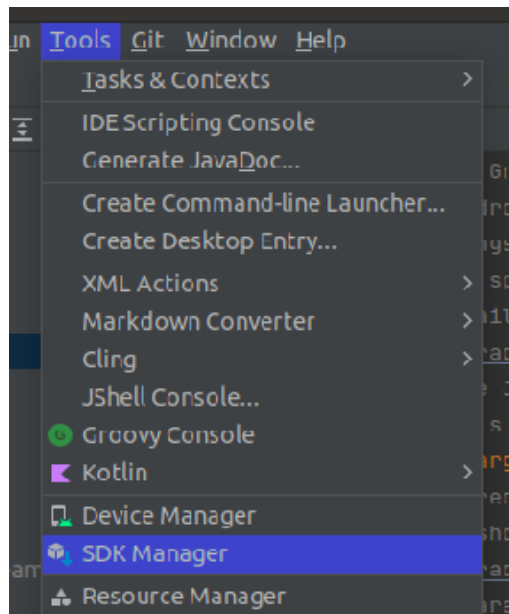 Tools Git Window Help
Tasks & Contexts
IDE Scripting Console
Generate JavaDoc...
Create Command-line Launcher...
Create Desktop Entry...
XML Actions
Markdown Converter
Cling
JShell Console...
Groovy Console
Kotlin
Device Manager
SDK Manager
Resource Manager